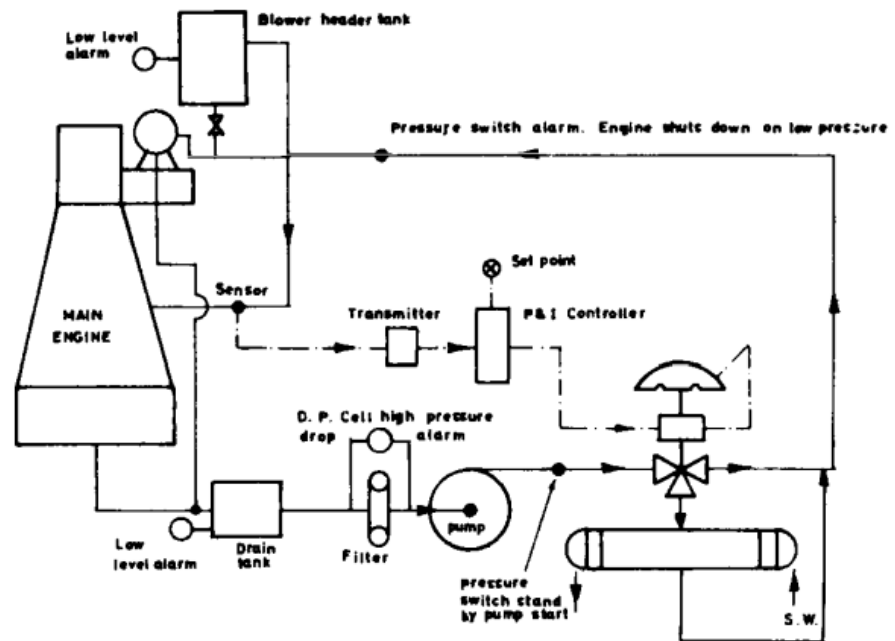 Blower header tank
Low level
alarm
Pressure switch alarm. Engine shuts down on low pressure
Set point
Sensor
Transmitter
P&I Controller
MAIN
ENGINE
D. P. Cell high pressure
drop alarm
pump
Low
level alarm
Drain
tank
Filter
pressure
switch stand
by pump start
S.W.